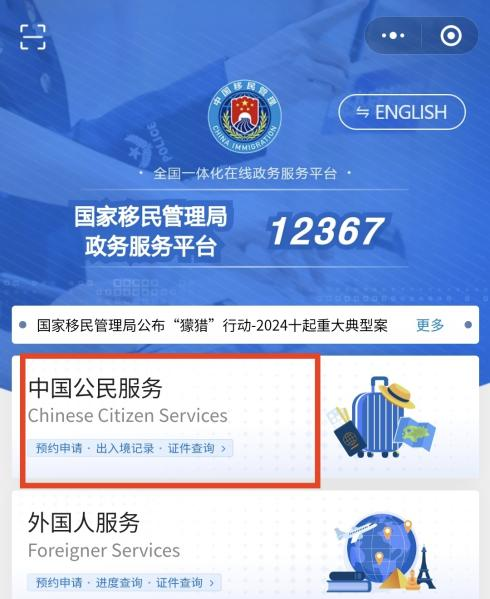 ENGLISH
中国移民管理
CHINA IMMIGRATION
POLICE
· 全国一体化在线政务服务平台 ·
国家移民管理局
政务服务平台
12367
国家移民管理局公布“獴猎”行动-2024十起重大典型案 更多
中国公民服务
Chinese Citizen Services
预约申请 · 出入境记录 · 证件查询 >
外国人服务
Foreigner Services
预约申请 · 进度查询 · 证件查询 >